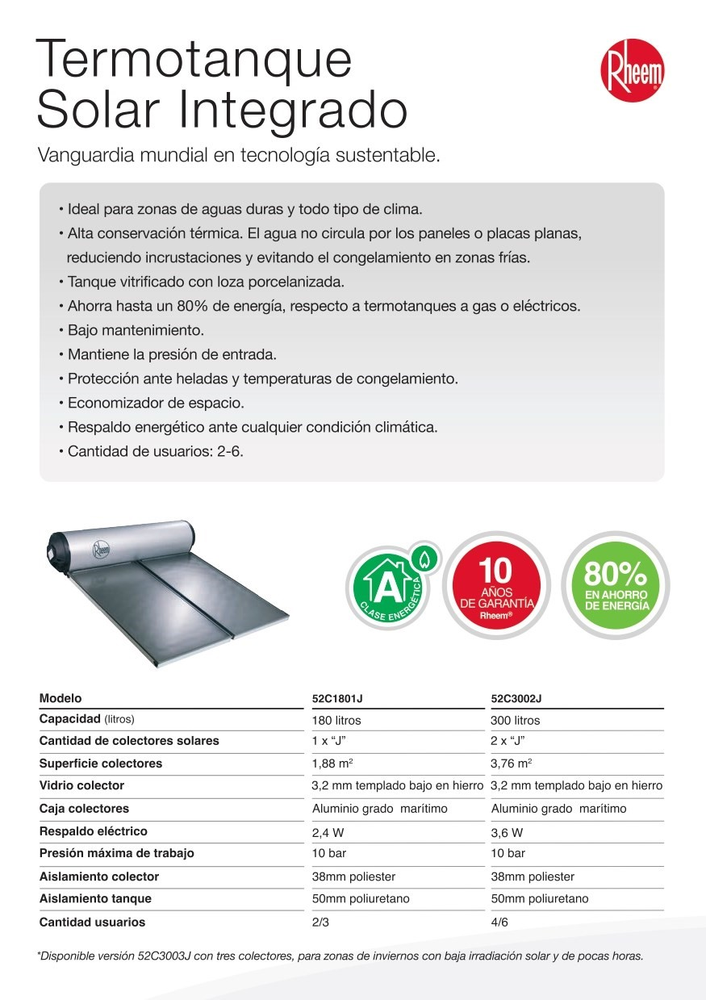 Termotanque
Solar Integrado
Rheem
®
Vanguardia mundial en tecnología sustentable.
• Ideal para zonas de aguas duras y todo tipo de clima.
• Alta conservación térmica. El agua no circula por los paneles o placas planas,
reduciendo incrustaciones y evitando el congelamiento en zonas frías.
• Tanque vitrificado con loza porcelanizada.
• Ahorra hasta un 80% de energía, respecto a termotanques a gas o eléctricos.
• Bajo mantenimiento.
• Mantiene la presión de entrada.
• Protección ante heladas y temperaturas de congelamiento.
• Economizador de espacio.
• Respaldo energético ante cualquier condición climática.
• Cantidad de usuarios: 2-6.
Rheem
A
CLASE ENERGÉTICA
10
AÑOS
DE GARANTÍA
Rheem®
80%
EN AHORRO
DE ENERGÍA
Modelo 52C1801J 52C3002J
Capacidad (litros) 180 litros 300 litros
Cantidad de colectores solares 1 x “J” 2 x “J”
Superficie colectores 1,88 m² 3,76 m²
Vidrio colector 3,2 mm templado bajo en hierro 3,2 mm templado bajo en hierro
Caja colectores Aluminio grado marítimo Aluminio grado marítimo
Respaldo eléctrico 2,4 W 3,6 W
Presión máxima de trabajo 10 bar 10 bar
Aislamiento colector 38mm poliester 38mm poliester
Aislamiento tanque 50mm poliuretano 50mm poliuretano
Cantidad usuarios 2/3 4/6
*Disponible versión 52C3003J con tres colectores, para zonas de inviernos con baja irradiación solar y de pocas horas.